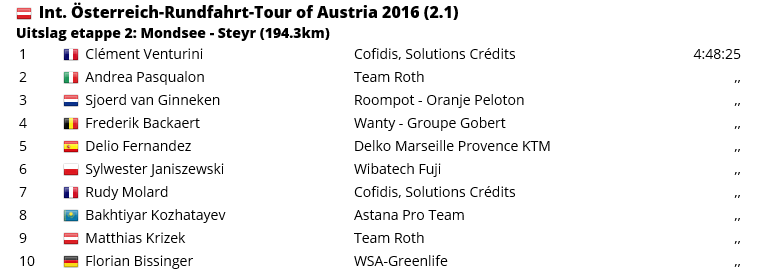 Int. Österreich-Rundfahrt-Tour of Austria 2016 (2.1)
Uitslag etappe 2: Mondsee - Steyr (194.3km)
1 Clément Venturini Cofidis, Solutions Crédits 4:48:25
2 Andrea Pasqualon Team Roth ,,
3 Sjoerd van Ginneken Roompot - Oranje Peloton ,,
4 Frederik Backaert Wanty - Groupe Gobert ,,
5 Delio Fernandez Delko Marseille Provence KTM ,,
6 Sylwester Janiszewski Wibatech Fuji ,,
7 Rudy Molard Cofidis, Solutions Crédits ,,
8 Bakhtiyar Kozhatayev Astana Pro Team ,,
9 Matthias Krizek Team Roth ,,
10 Florian Bissinger WSA-Greenlife ,,